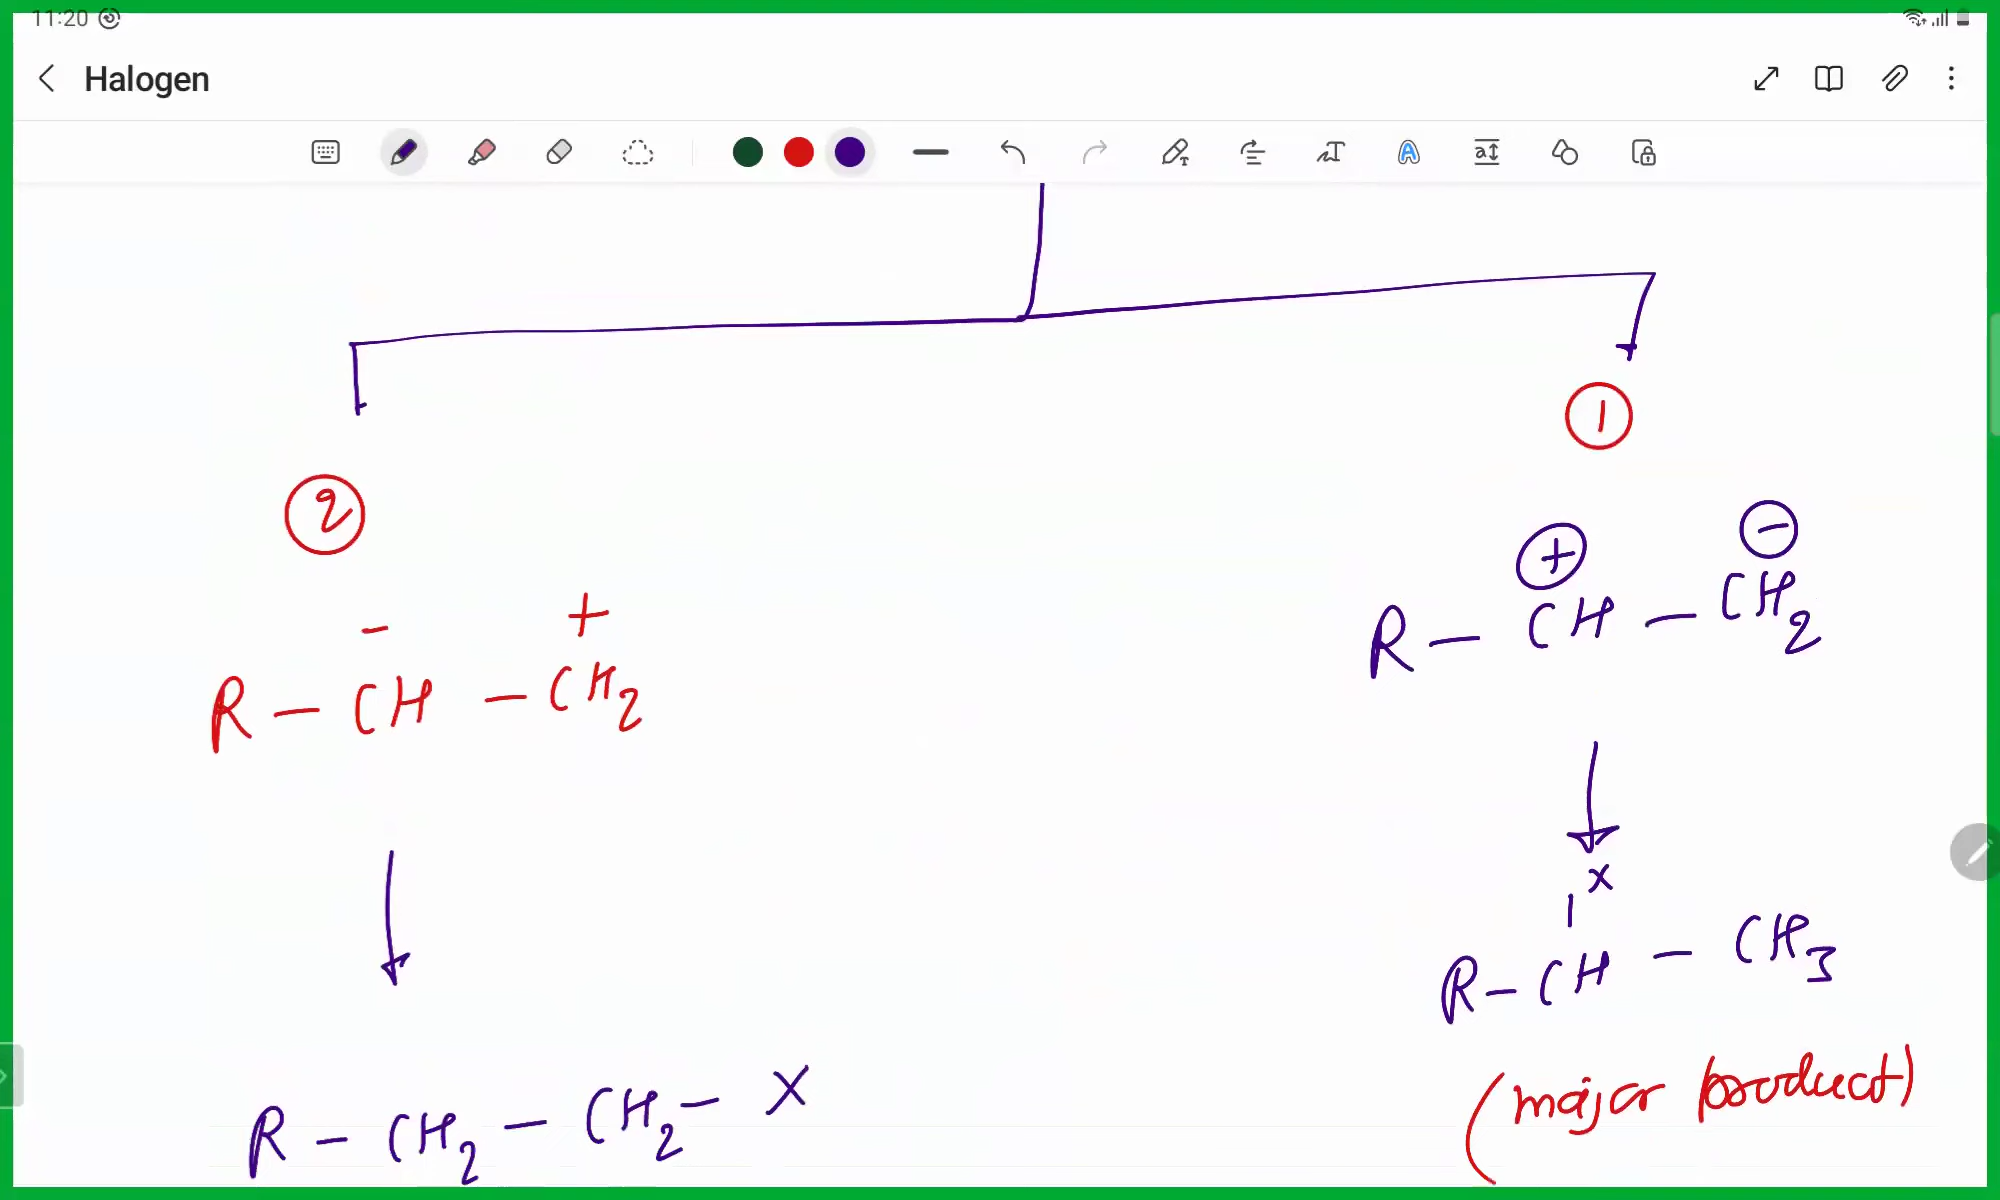 11:20
Halogen
1
2
+ −
R − CH − CH2
− +
R − CH − CH2
X
|
R − CH − CH3
R − CH2 − CH2 − X
(major product)